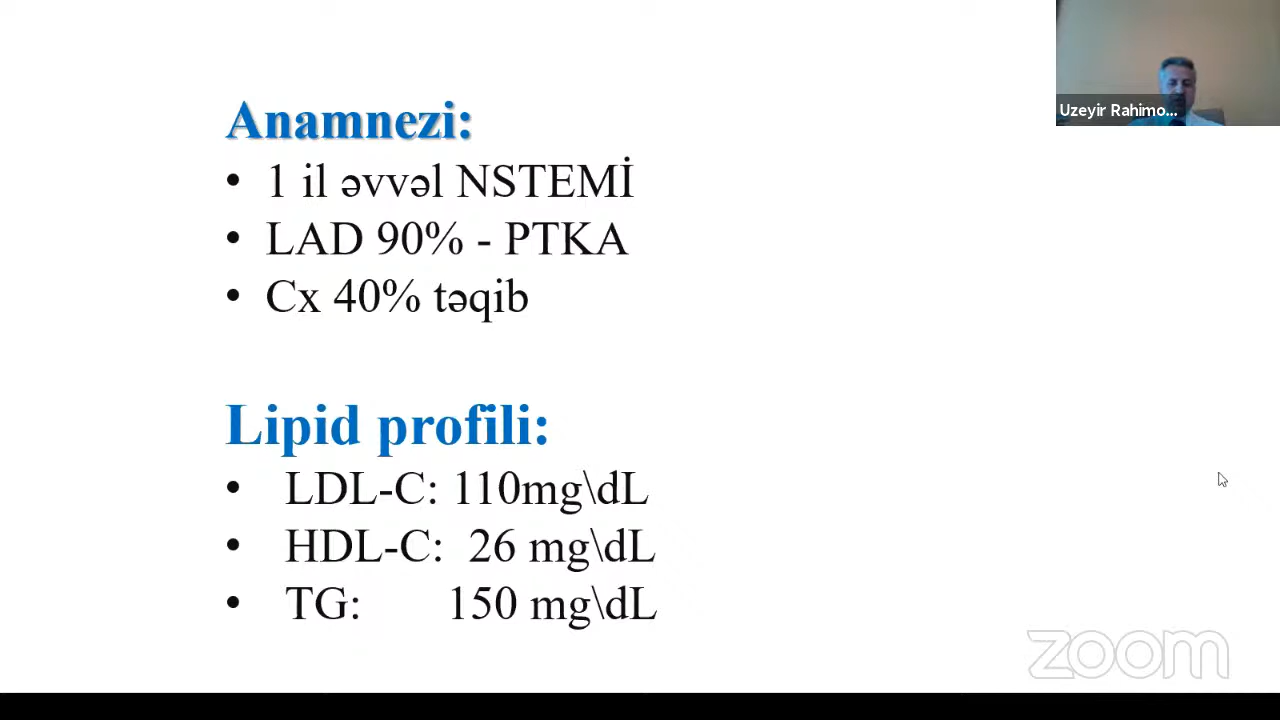 Uzeyir Rahimo...
Anamnezi:
• 1 il əvvəl NSTEMİ
• LAD 90% - PTKA
• Cx 40% təqib
Lipid profili:
• LDL-C: 110mg\dL
• HDL-C: 26 mg\dL
• TG: 150 mg\dL
zoom